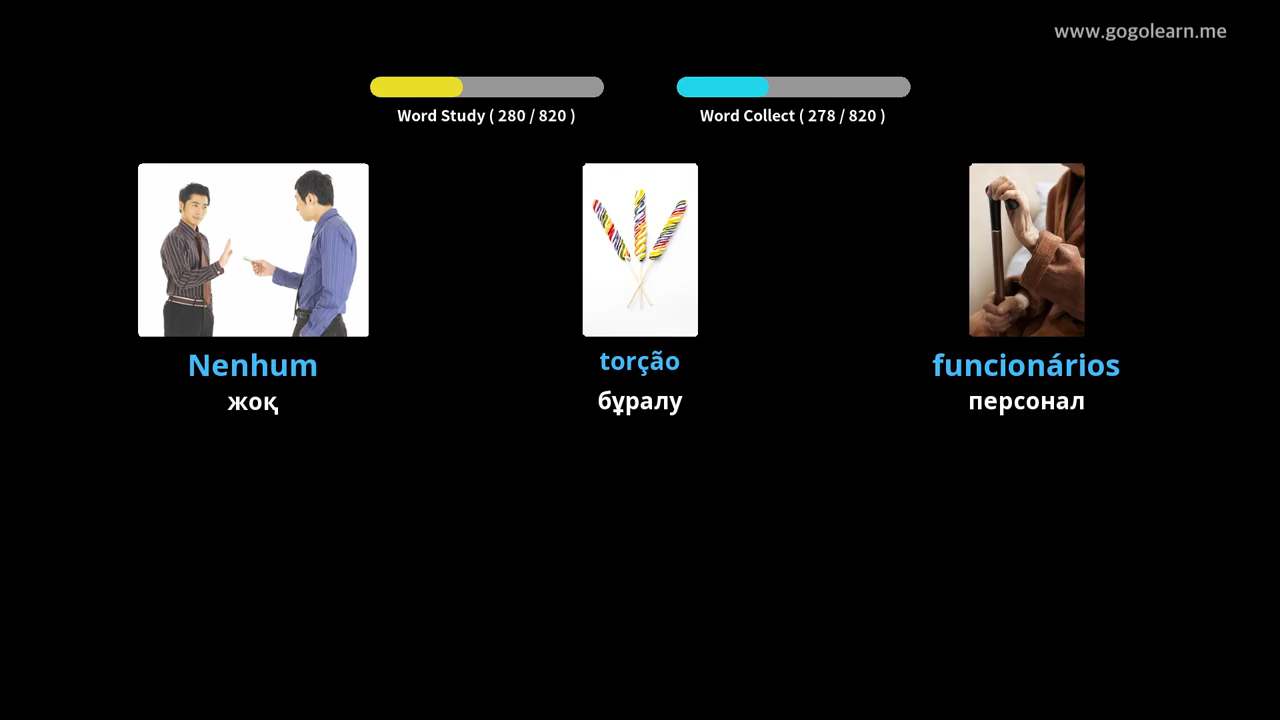 www.gogolearn.me
Word Study ( 280 / 820 )
Word Collect ( 278 / 820 )
Nenhum
жоқ
torção
бұралу
funcionários
персонал